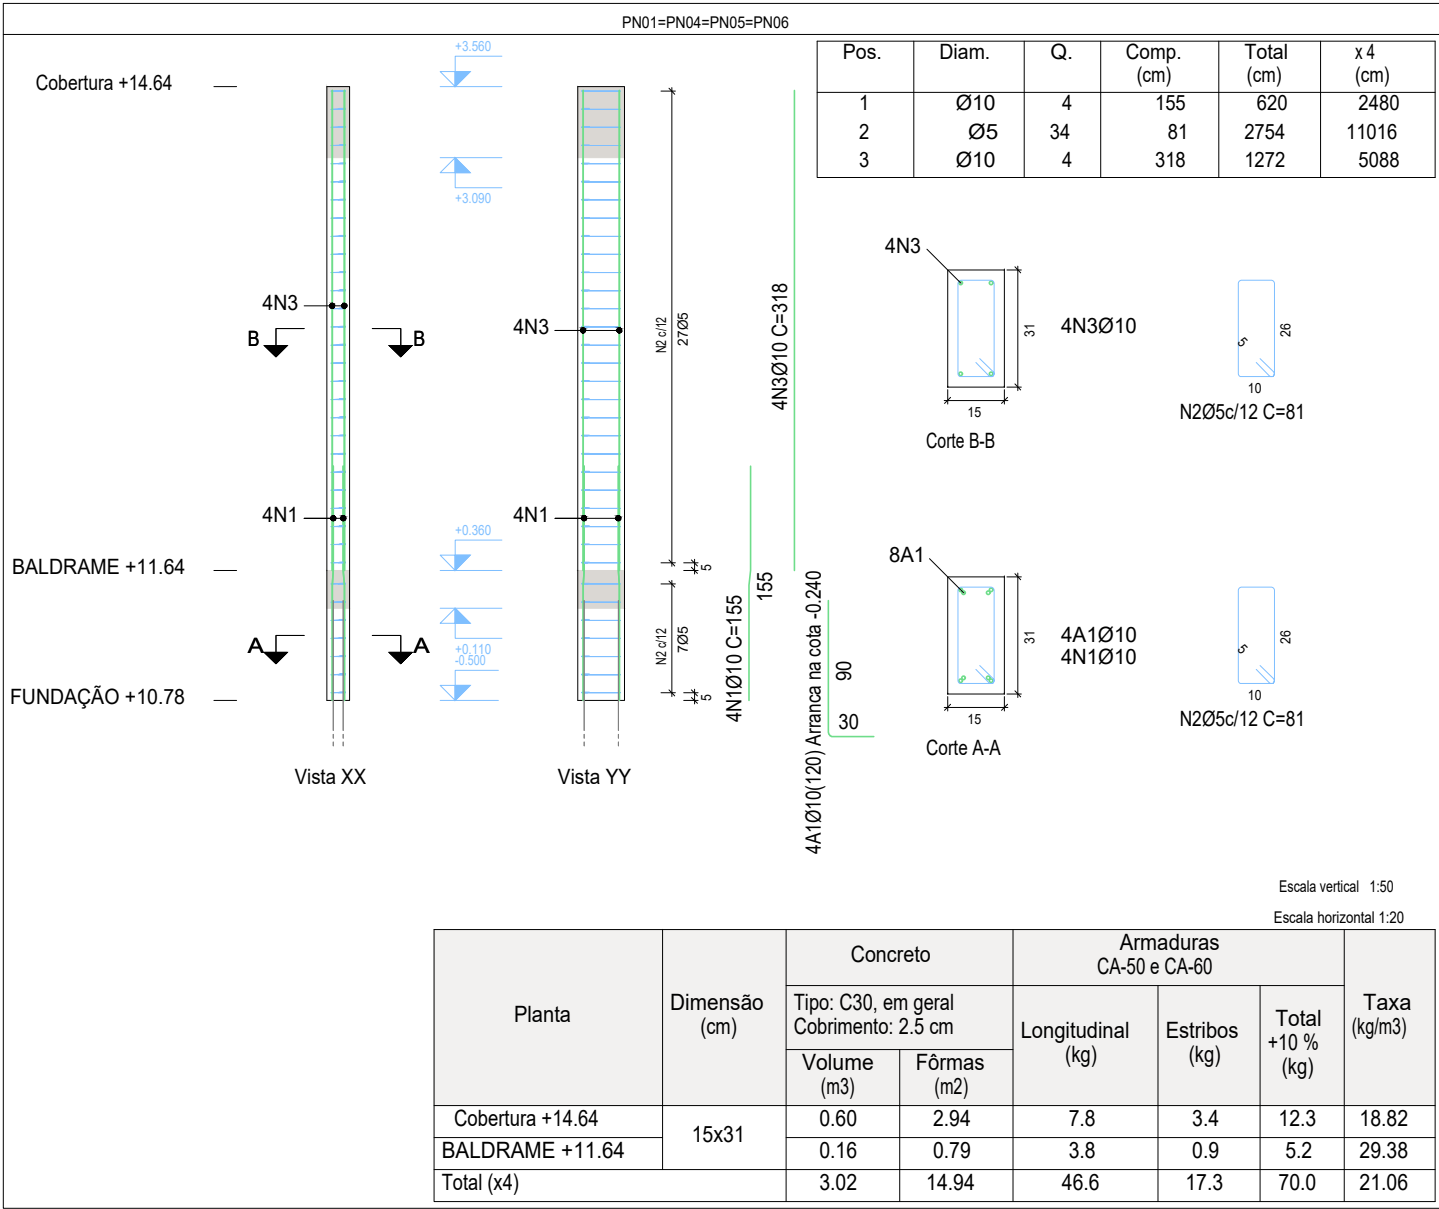 PN01=PN04=PN05=PN06
Pos. Diam. Q. Comp. (cm) Total (cm) x 4 (cm)
1 Ø10 4 155 620 2480
2 Ø5 34 81 2754 11016
3 Ø10 4 318 1272 5088
Cobertura +14.64
+3.560
+3.090
4N3
B B
4N3
N2 c/12
27Ø5
4N3Ø10 C=318
4N1
4N1
+0.360
BALDRAME +11.64
5
155
4N1Ø10 C=155
N2 c/12
7Ø5
A A
+0.110
-0.500
FUNDAÇÃO +10.78
5
4A1Ø10(120) Arranca na cota -0.240
90
30
Vista XX
Vista YY
4N3
31
4N3Ø10
15
Corte B-B
5
26
10
N2Ø5c/12 C=81
8A1
31
4A1Ø10
4N1Ø10
15
Corte A-A
5
26
10
N2Ø5c/12 C=81
Escala vertical 1:50
Escala horizontal 1:20
Planta
Dimensão
(cm)
Concreto
Tipo: C30, em geral
Cobrimento: 2.5 cm
Volume
(m3)
Fôrmas
(m2)
Armaduras
CA-50 e CA-60
Longitudinal
(kg)
Estribos
(kg)
Total
+10 %
(kg)
Taxa
(kg/m3)
Cobertura +14.64 15x31 0.60 2.94 7.8 3.4 12.3 18.82
BALDRAME +11.64 0.16 0.79 3.8 0.9 5.2 29.38
Total (x4) 3.02 14.94 46.6 17.3 70.0 21.06